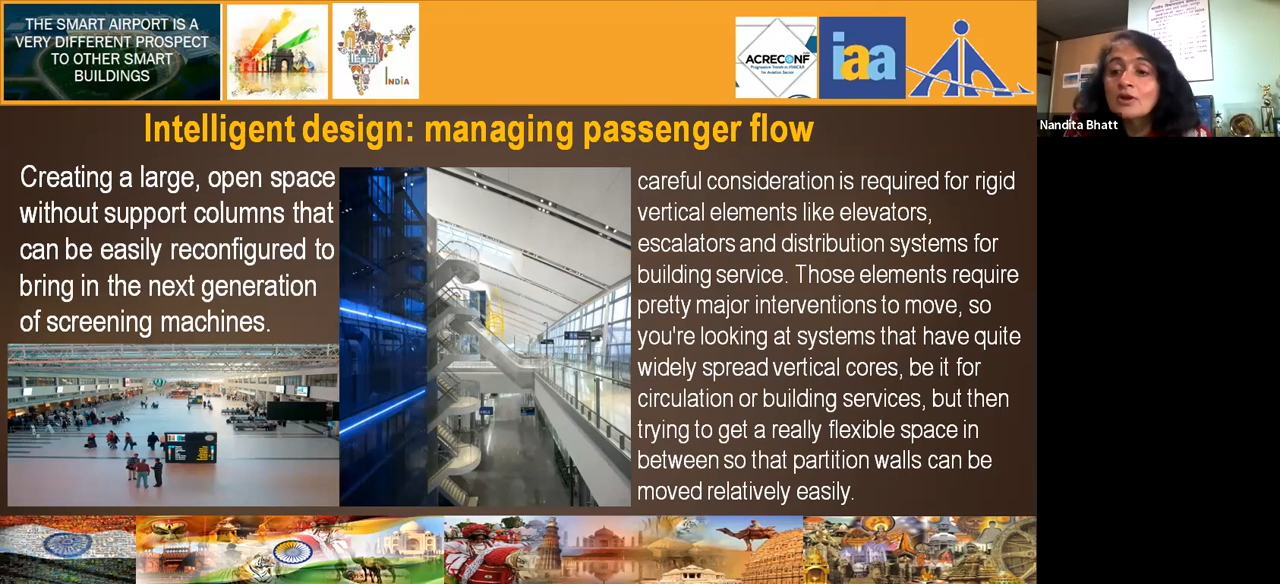 THE SMART AIRPORT IS A
VERY DIFFERENT PROSPECT
TO OTHER SMART
BUILDINGS
INDIA
ACRECONF
iaa
Nandita Bhatt
Intelligent design: managing passenger flow
Creating a large, open space
without support columns that
can be easily reconfigured to
bring in the next generation
of screening machines.
careful consideration is required for rigid
vertical elements like elevators,
escalators and distribution systems for
building service. Those elements require
pretty major interventions to move, so
you're looking at systems that have quite
widely spread vertical cores, be it for
circulation or building services, but then
trying to get a really flexible space in
between so that partition walls can be
moved relatively easily.